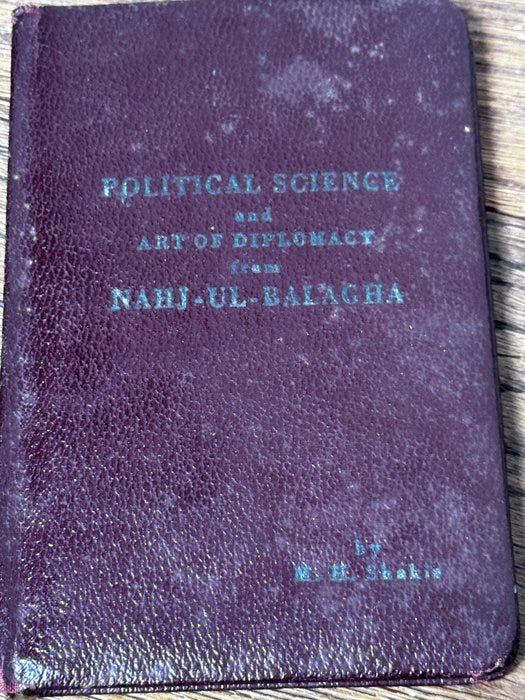 POLITICAL SCIENCE
and
ART OF DIPLOMACY
from
NAHJ-UL-BALAGHA
by
M. H. Shakir